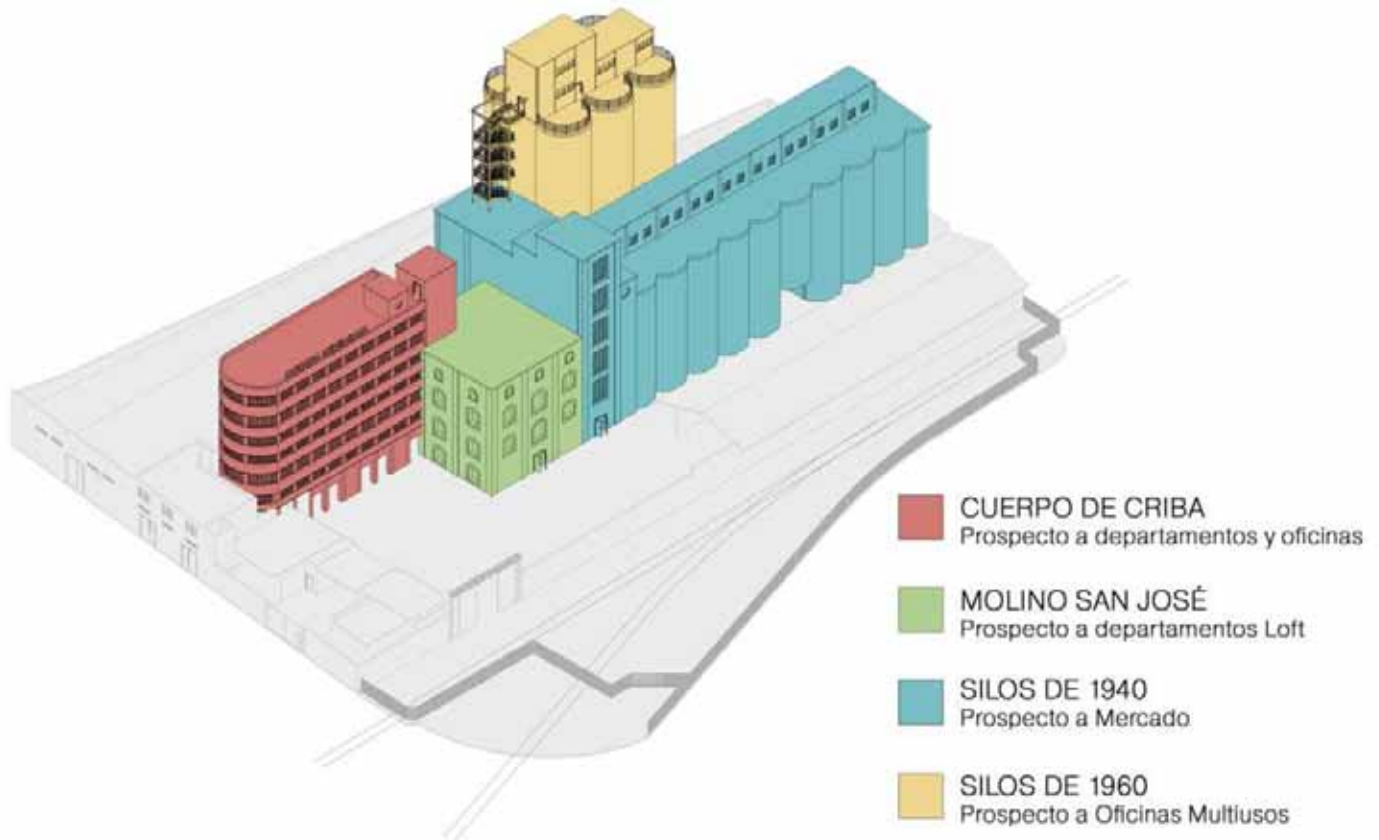 CUERPO DE CRIBA
Prospecto a departamentos y oficinas
MOLINO SAN JOSÉ
Prospecto a departamentos Loft
SILOS DE 1940
Prospecto a Mercado
SILOS DE 1960
Prospecto a Oficinas Multiusos